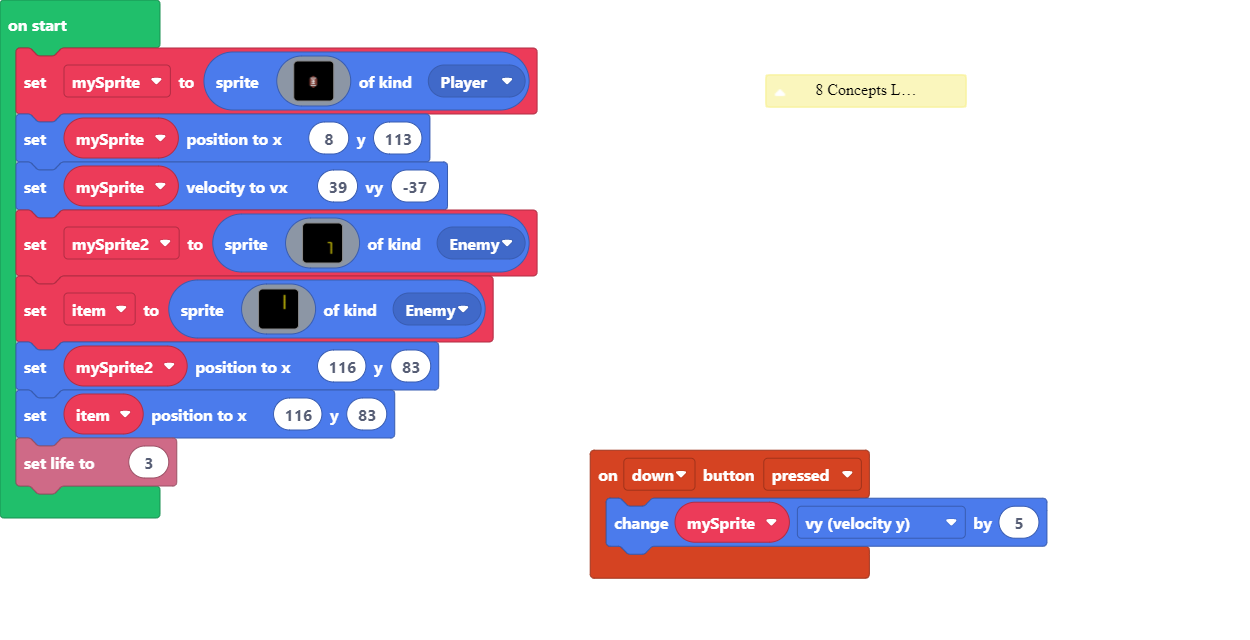 on start
set mySprite to sprite of kind Player
set mySprite position to x 8 y 113
set mySprite velocity to vx 39 vy -37
set mySprite2 to sprite of kind Enemy
set item to sprite of kind Enemy
set mySprite2 position to x 116 y 83
set item position to x 116 y 83
set life to 3
8 Concepts L...
on down button pressed
change mySprite vy (velocity y) by 5